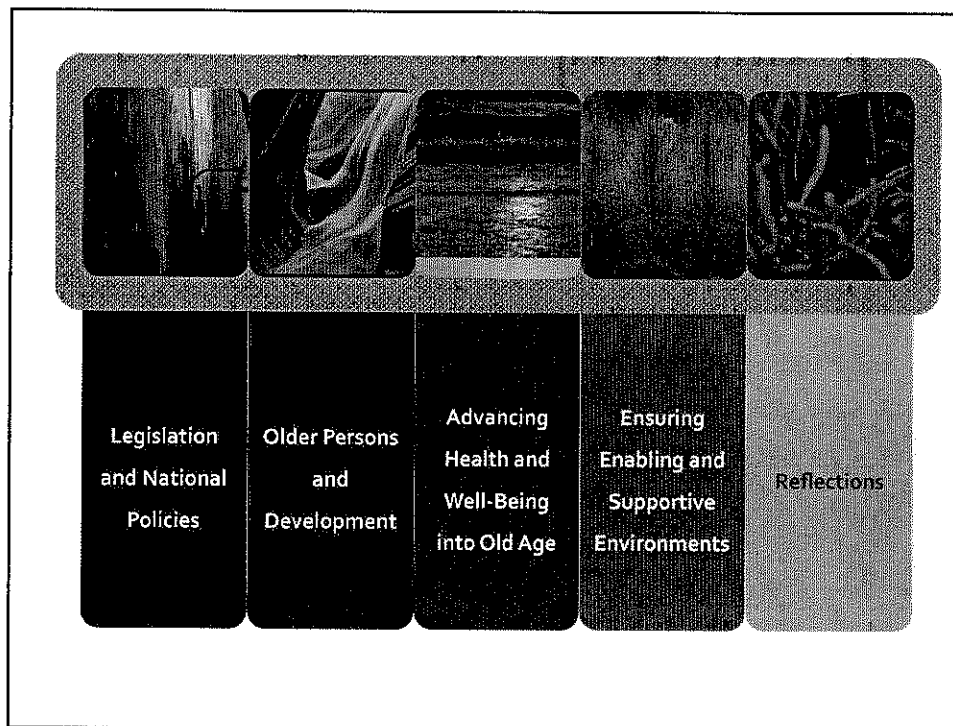 Legislation
and National
Policies
Older Persons
and
Development
Advancing
Health and
Well-Being
into Old Age
Ensuring
Enabling and
Supportive
Environments
Reflections